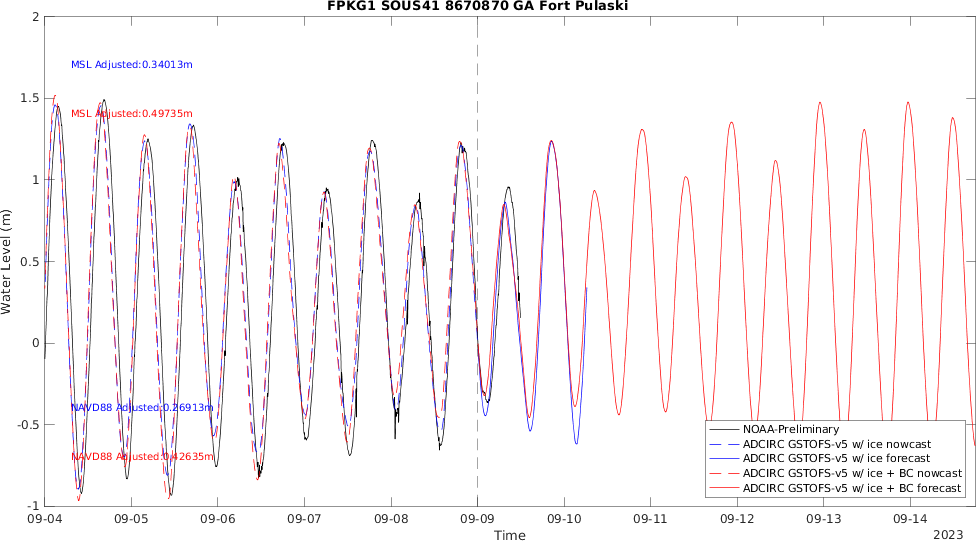 FPKG1 SOUS41 8670870 GA Fort Pulaski
2
1.5
1
0.5
0
-0.5
-1
Water Level (m)
MSL Adjusted:0.34013m
MSL Adjusted:0.49735m
NAVD88 Adjusted:0.26913m
NAVD88 Adjusted:0.42635m
NOAA-Preliminary
ADCIRC GSTOFS-v5 w/ ice nowcast
ADCIRC GSTOFS-v5 w/ ice forecast
ADCIRC GSTOFS-v5 w/ ice + BC nowcast
ADCIRC GSTOFS-v5 w/ ice + BC forecast
09-04 09-05 09-06 09-07 09-08 09-09 09-10 09-11 09-12 09-13 09-14
Time
2023